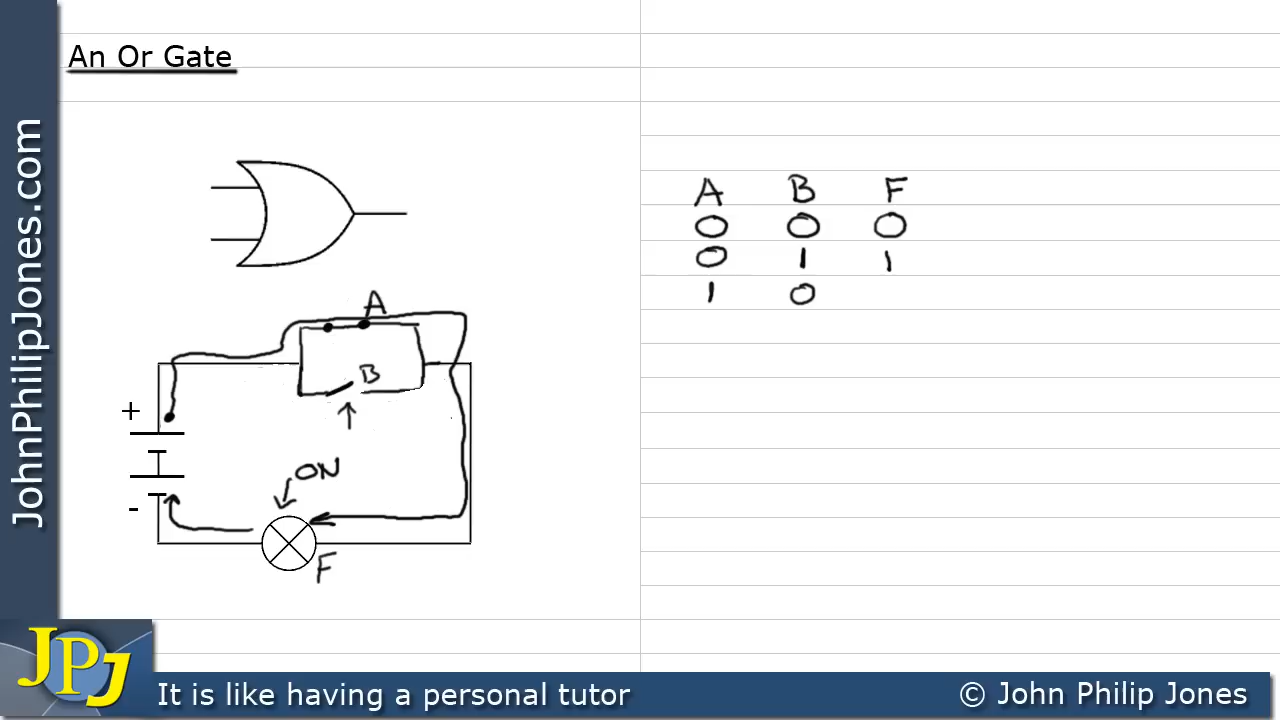 An Or Gate
JohnPhilipJones.com
A B F
0 0 0
0 1 1
1 0
A
B
+
-
ON
F
JPJ
It is like having a personal tutor
© John Philip Jones